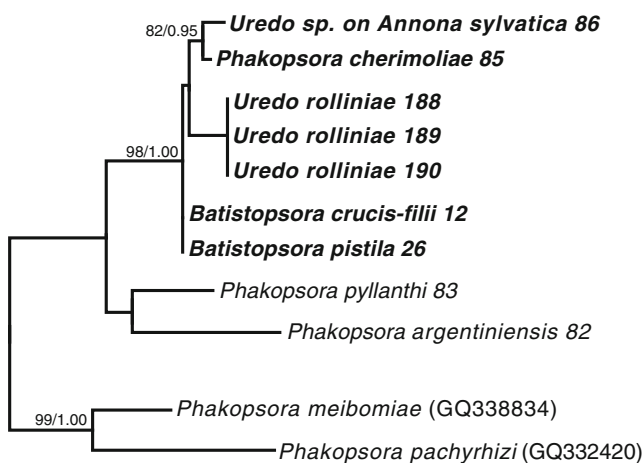 82/0.95
Uredo sp. on Annona sylvatica 86
Phakopsora cherimoliae 85
Uredo rolliniae 188
Uredo rolliniae 189
98/1.00
Uredo rolliniae 190
Batistopsora crucis-filii 12
Batistopsora pistila 26
Phakopsora pyllanthi 83
Phakopsora argentiniensis 82
99/1.00
Phakopsora meibomiae (GQ338834)
Phakopsora pachyrhizi (GQ332420)